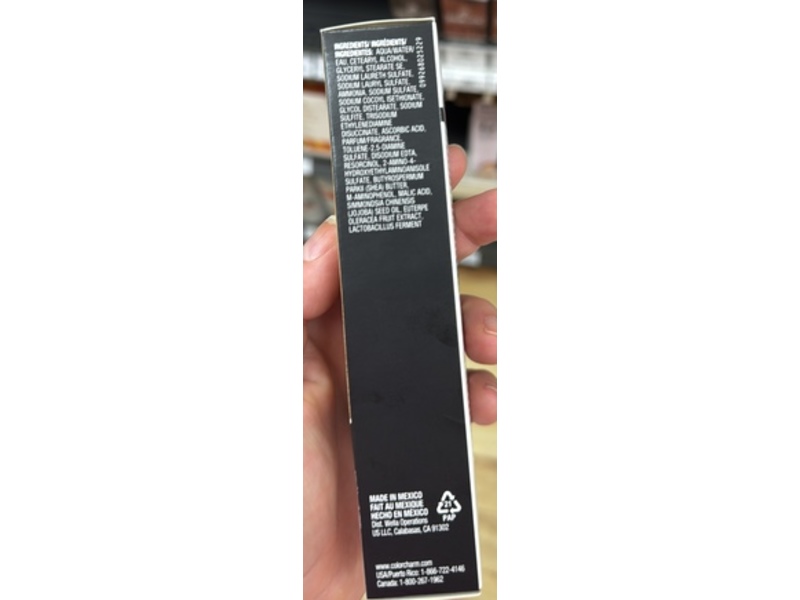 INGREDIENTS/ INGRÉDIENTS/
INGREDIENTES: AQUA/WATER/
EAU, CETEARYL ALCOHOL,
GLYCERYL STEARATE SE,
SODIUM LAURETH SULFATE,
SODIUM LAURYL SULFATE,
AMMONIA, SODIUM SULFATE,
SODIUM COCOYL ISETHIONATE,
GLYCOL DISTEARATE, SODIUM
SULFITE, TRISODIUM
ETHYLENEDIAMINE
DISUCCINATE, ASCORBIC ACID,
PARFUM/FRAGRANCE,
TOLUENE-2,5-DIAMINE
SULFATE, DISODIUM EDTA,
RESORCINOL, 2-AMINO-4-
HYDROXYETHYLAMINOANISOLE
SULFATE, BUTYROSPERMUM
PARKII (SHEA) BUTTER,
M-AMINOPHENOL, MALIC ACID,
SIMMONDSIA CHINENSIS
(JOJOBA) SEED OIL, EUTERPE
OLERACEA FRUIT EXTRACT,
LACTOBACILLUS FERMENT
MADE IN MEXICO
FAIT AU MEXIQUE
HECHO EN MÉXICO
Dist. Wella Operations
US LLC, Calabasas, CA 91302
21
PAP
www.colorcharm.com
USA/Puerto Rico: 1-866-722-4146
Canada: 1-800-267-1962